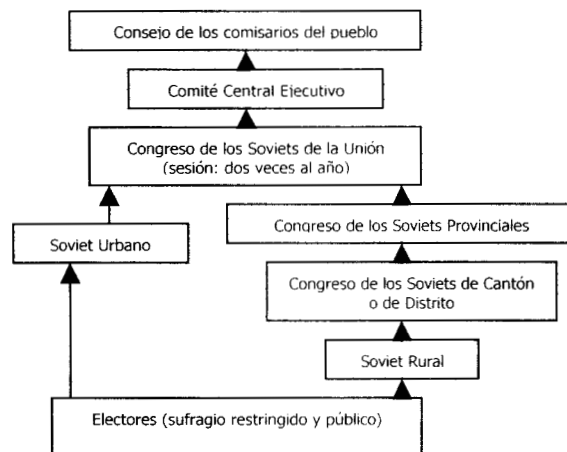 Consejo de los comisarios del pueblo
Comité Central Ejecutivo
Congreso de los Soviets de la Unión
(sesión: dos veces al año)
Congreso de los Soviets Provinciales
Soviet Urbano
Congreso de los Soviets de Cantón
o de Distrito
Soviet Rural
Electores (sufragio restringido y público)